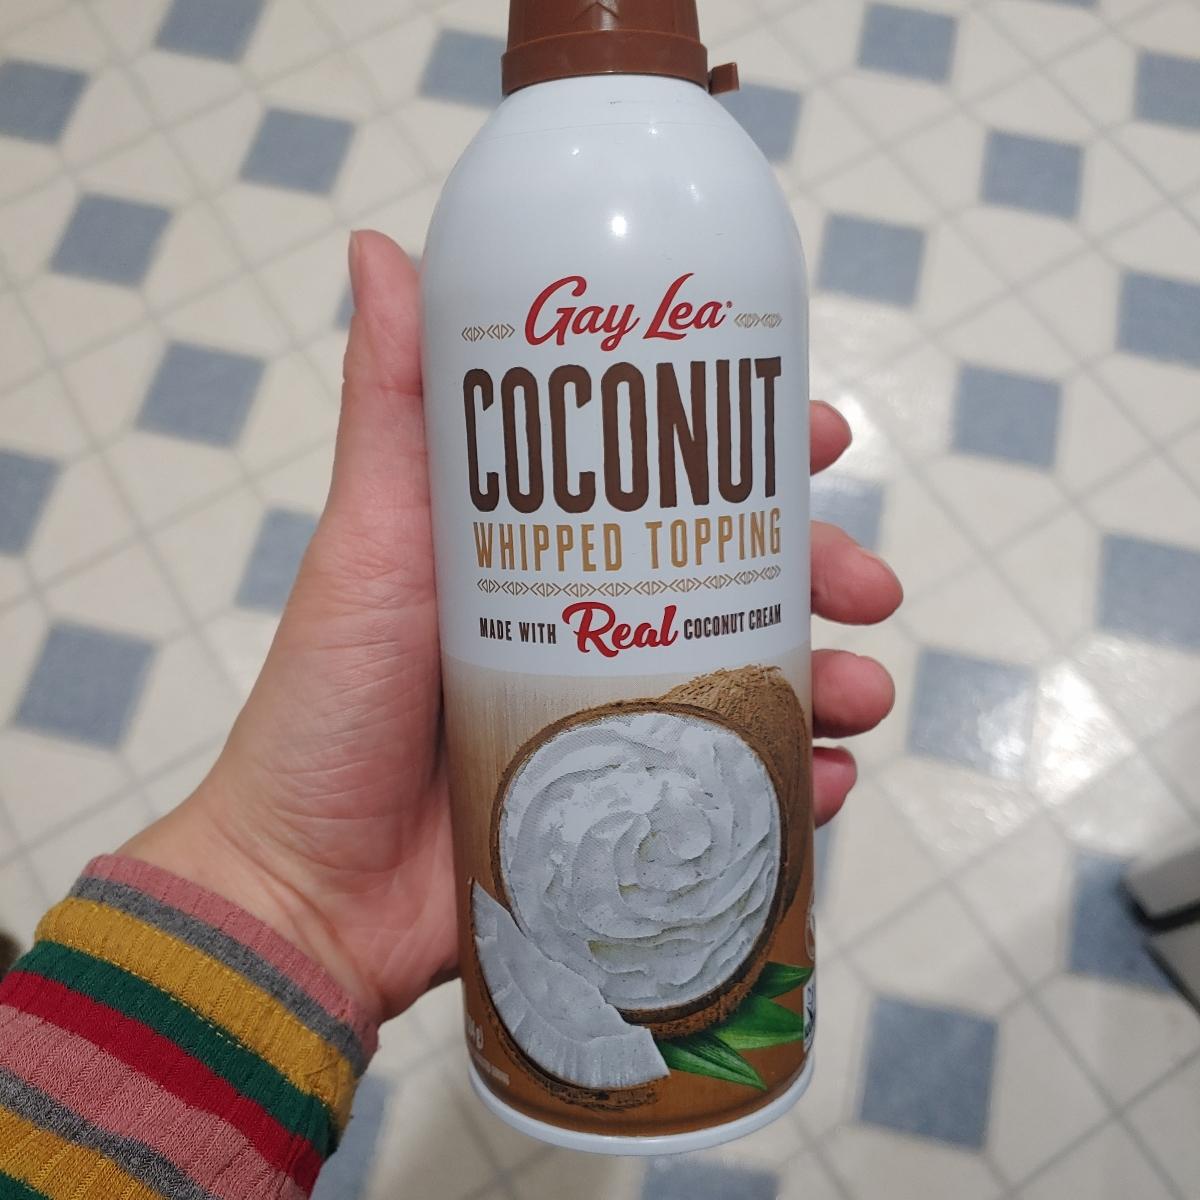 Gay Lea
COCONUT
WHIPPED TOPPING
MADE WITH Real COCONUT CREAM